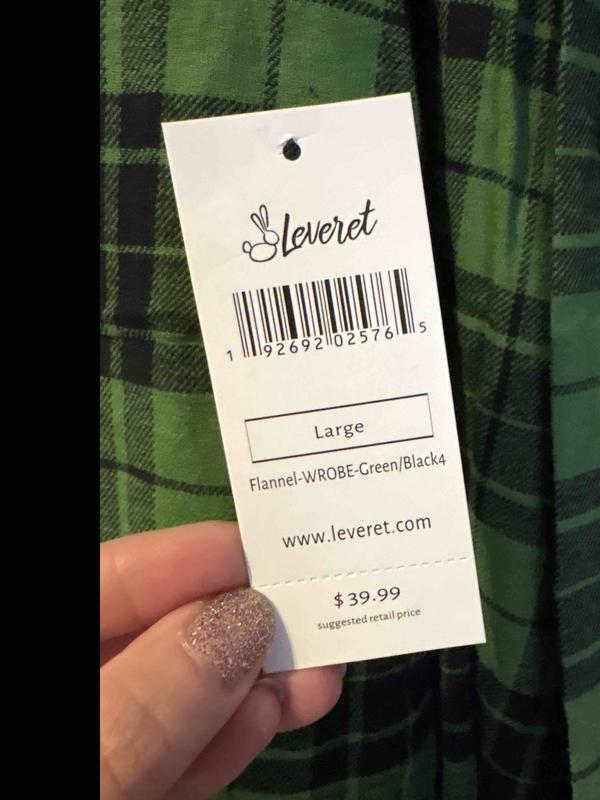 Leveret
1 92692 02576 5
Large
Flannel-WROBE-Green/Black4
www.leveret.com
$39.99
suggested retail price